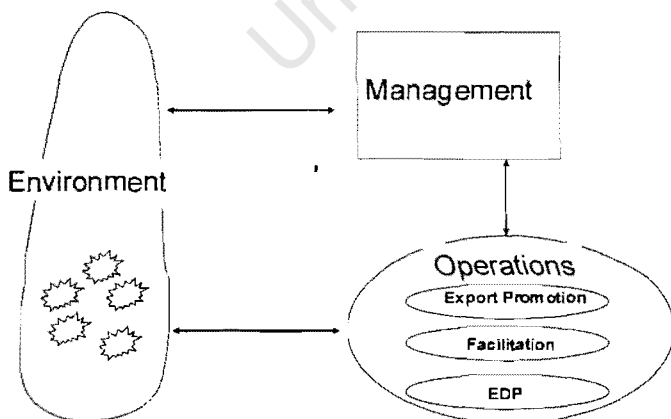 Management
Environment
Operations
Export Promotion
Facilitation
EDP